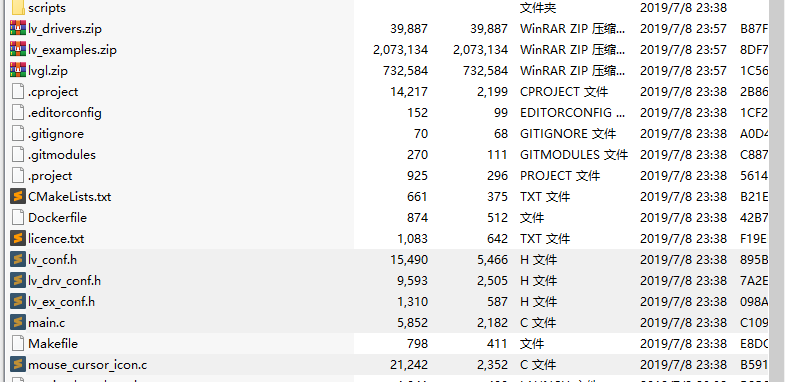 scripts 文件夹 2019/7/8 23:38
lv_drivers.zip 39,887 39,887 WinRAR ZIP 压缩... 2019/7/8 23:57 B87F
lv_examples.zip 2,073,134 2,073,134 WinRAR ZIP 压缩... 2019/7/8 23:57 8DF7
lvgl.zip 732,584 732,584 WinRAR ZIP 压缩... 2019/7/8 23:57 1C56
.cproject 14,217 2,199 CPROJECT 文件 2019/7/8 23:38 2B86
.editorconfig 152 99 EDITORCONFIG ... 2019/7/8 23:38 1CF2
.gitignore 70 68 GITIGNORE 文件 2019/7/8 23:38 A0D4
.gitmodules 270 111 GITMODULES 文件 2019/7/8 23:38 C887
.project 925 296 PROJECT 文件 2019/7/8 23:38 5614
CMakeLists.txt 661 375 TXT 文件 2019/7/8 23:38 B21E
Dockerfile 874 512 文件 2019/7/8 23:38 42B7
licence.txt 1,083 642 TXT 文件 2019/7/8 23:38 F19E
lv_conf.h 15,490 5,466 H 文件 2019/7/8 23:38 895B
lv_drv_conf.h 9,593 2,505 H 文件 2019/7/8 23:38 7A2E
lv_ex_conf.h 1,310 587 H 文件 2019/7/8 23:38 098A
main.c 5,852 2,182 C 文件 2019/7/8 23:38 C109
Makefile 798 411 文件 2019/7/8 23:38 E8DC
mouse_cursor_icon.c 21,242 2,352 C 文件 2019/7/8 23:38 B591